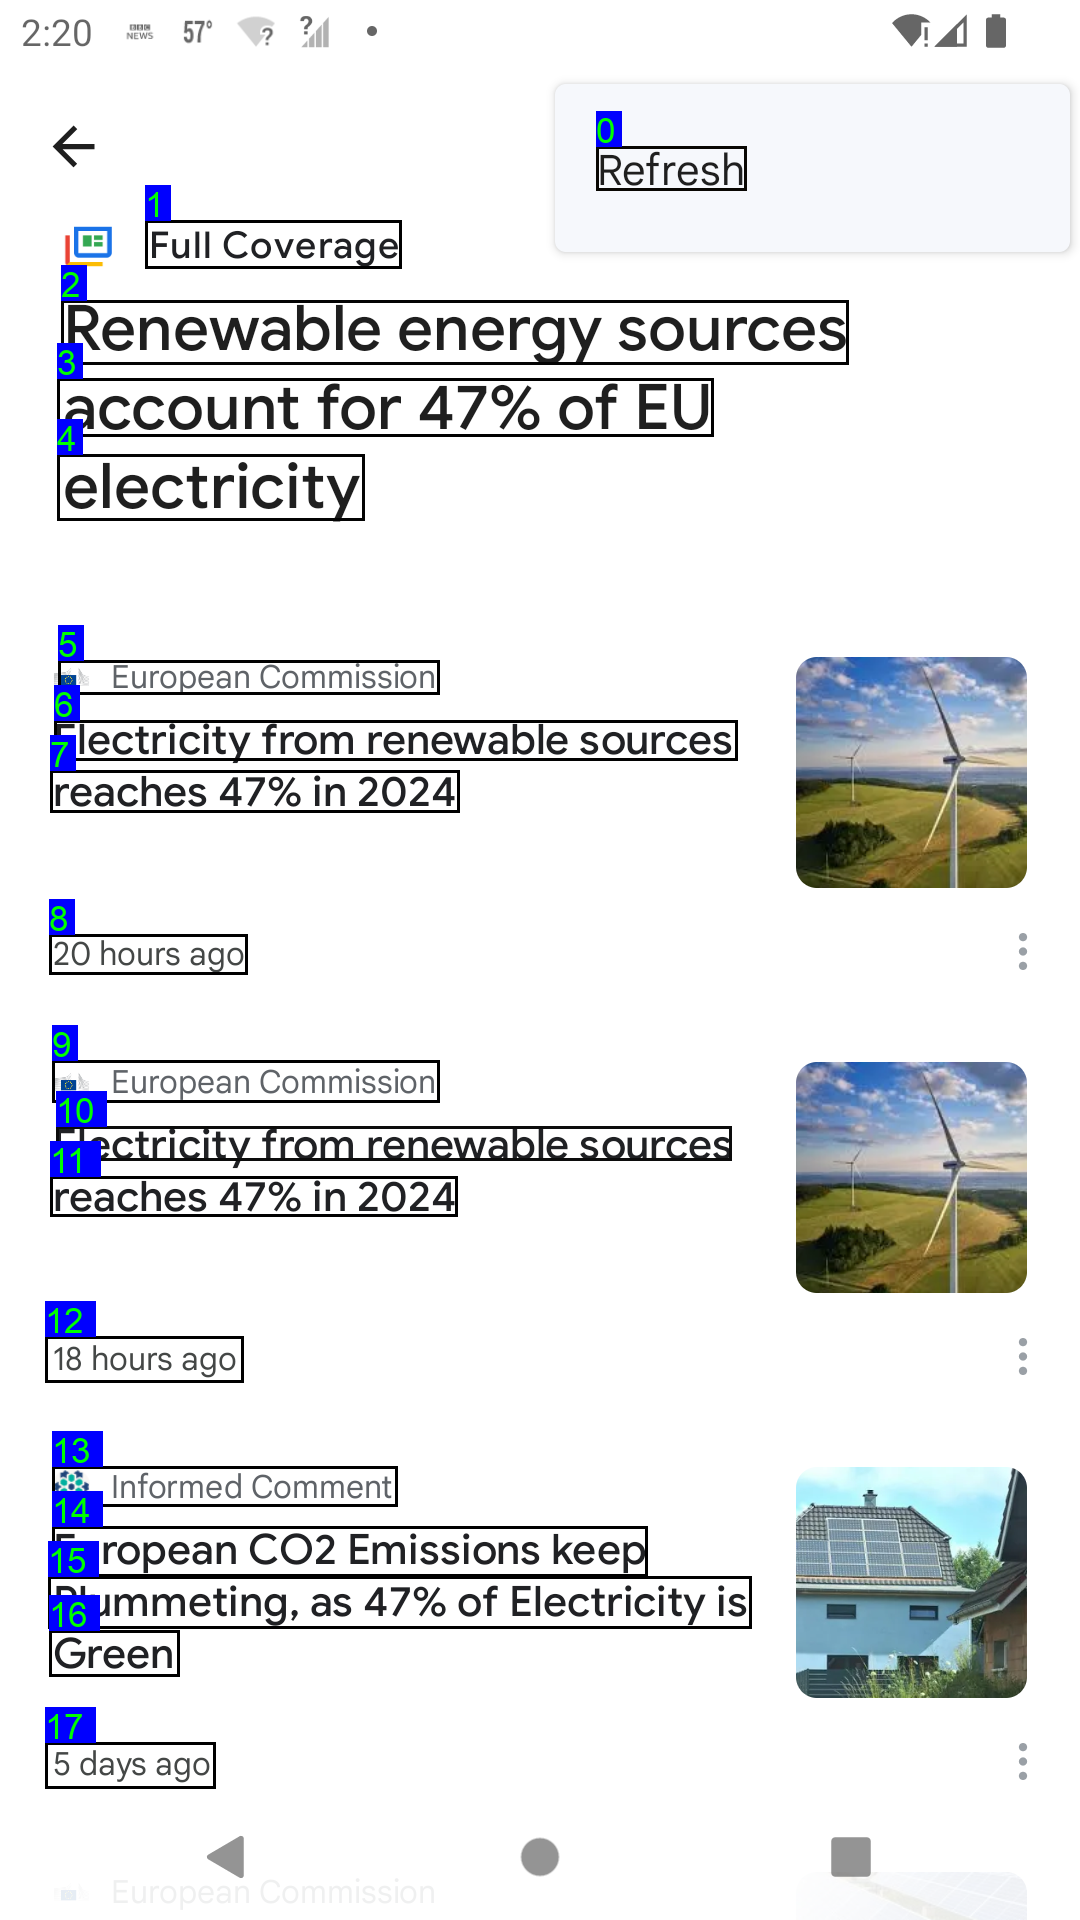 2:20 BBC NEWS 57°
0
Refresh
1
Full Coverage
2
Renewable energy sources
3
account for 47% of EU
4
electricity
5
European Commission
6
Electricity from renewable sources
7
reaches 47% in 2024
8
20 hours ago
9
European Commission
10
Electricity from renewable sources
11
reaches 47% in 2024
12
18 hours ago
13
Informed Comment
14
European CO2 Emissions keep
15
Plummeting, as 47% of Electricity is
16
Green
17
5 days ago
European Commission